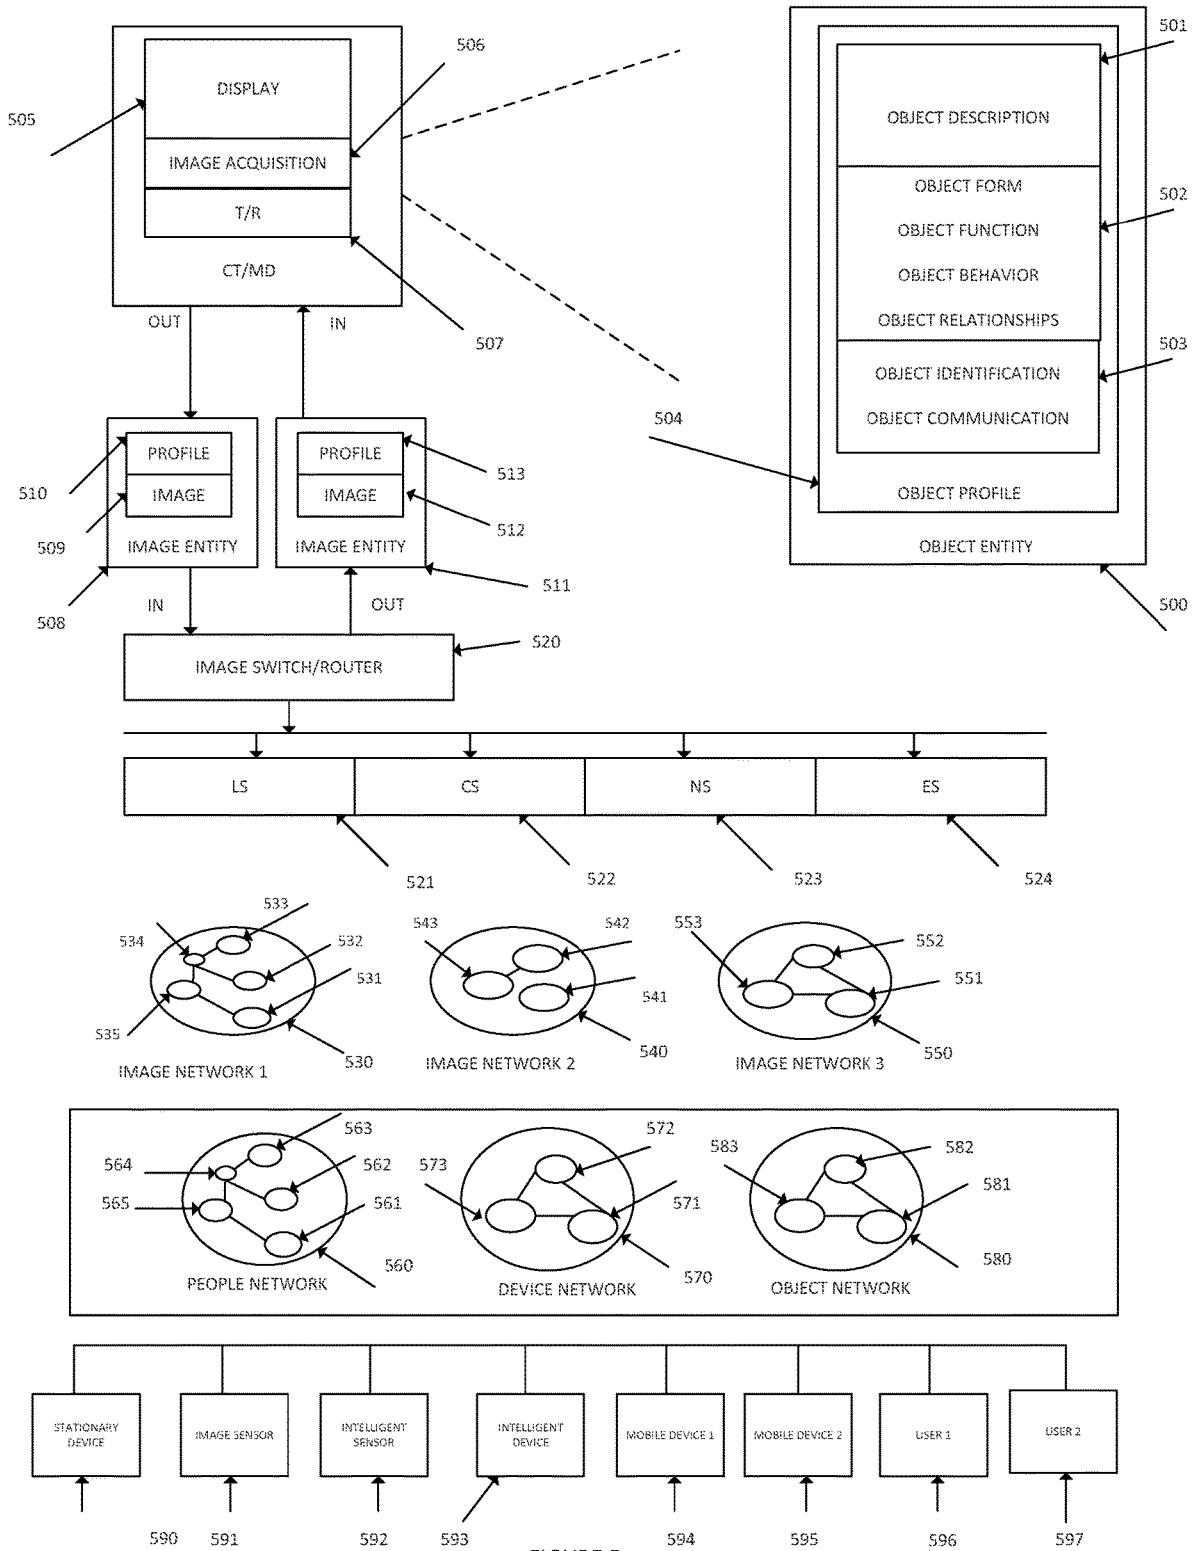 501
506
DISPLAY
505
OBJECT DESCRIPTION
IMAGE ACQUISITION
OBJECT FORM
502
T/R
OBJECT FUNCTION
CT/MD
OBJECT BEHAVIOR
OUT
IN
OBJECT RELATIONSHIPS
507
503
OBJECT IDENTIFICATION
504
OBJECT COMMUNICATION
PROFILE
PROFILE
513
510
IMAGE
IMAGE
OBJECT PROFILE
512
509
IMAGE ENTITY
IMAGE ENTITY
OBJECT ENTITY
511
IN
OUT
500
508
520
IMAGE SWITCH/ROUTER
LS
CS
NS
ES
521
522
523
524
533
543
542
553
534
532
552
531
551
541
535
530
540
550
IMAGE NETWORK 1
IMAGE NETWORK 2
IMAGE NETWORK 3
563
572
583
582
564
562
573
565
561
571
581
560
570
580
PEOPLE NETWORK
DEVICE NETWORK
OBJECT NETWORK
STATIONARY
DEVICE
IMAGE SENSOR
INTELLIGENT
SENSOR
INTELLIGENT
DEVICE
MOBILE DEVICE 1
MOBILE DEVICE 2
USER 1
USER 2
590
591
592
593
594
595
596
597